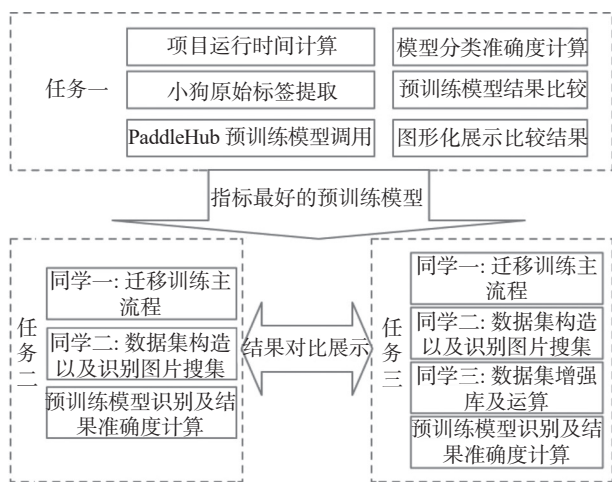 任务一
项目运行时间计算
模型分类准确度计算
小狗原始标签提取
预训练模型结果比较
PaddleHub 预训练模型调用
图形化展示比较结果
指标最好的预训练模型
任
务
二
同学一: 迁移训练主
流程
同学二: 数据集构造
以及识别图片搜集
预训练模型识别及结
果准确度计算
结果对比展示
任
务
三
同学一: 迁移训练主
流程
同学二: 数据集构造
以及识别图片搜集
同学三: 数据集增强
库及运算
预训练模型识别及结
果准确度计算